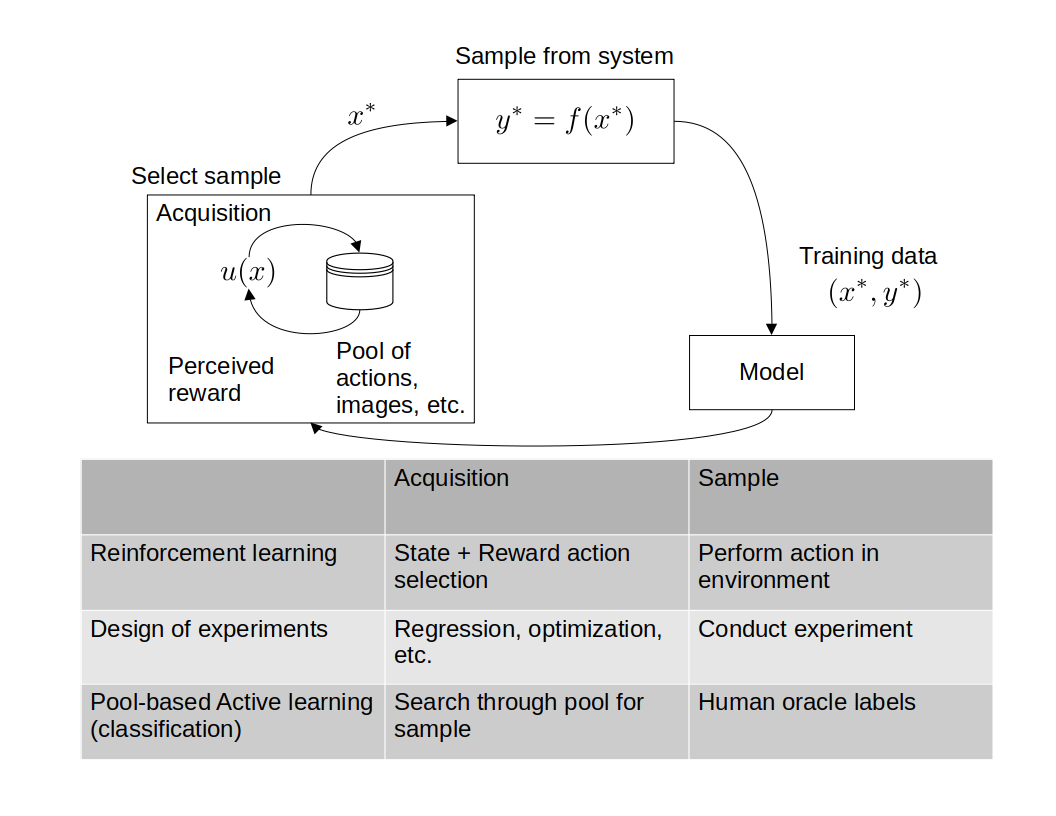 Sample from system
x*
y* = f(x*)
Select sample
Acquisition
u(x)
Perceived
reward
Pool of
actions,
images, etc.
Training data
(x*, y*)
Model
Acquisition
Sample
Reinforcement learning
State + Reward action
selection
Perform action in
environment
Design of experiments
Regression, optimization,
etc.
Conduct experiment
Pool-based Active learning
(classification)
Search through pool for
sample
Human oracle labels